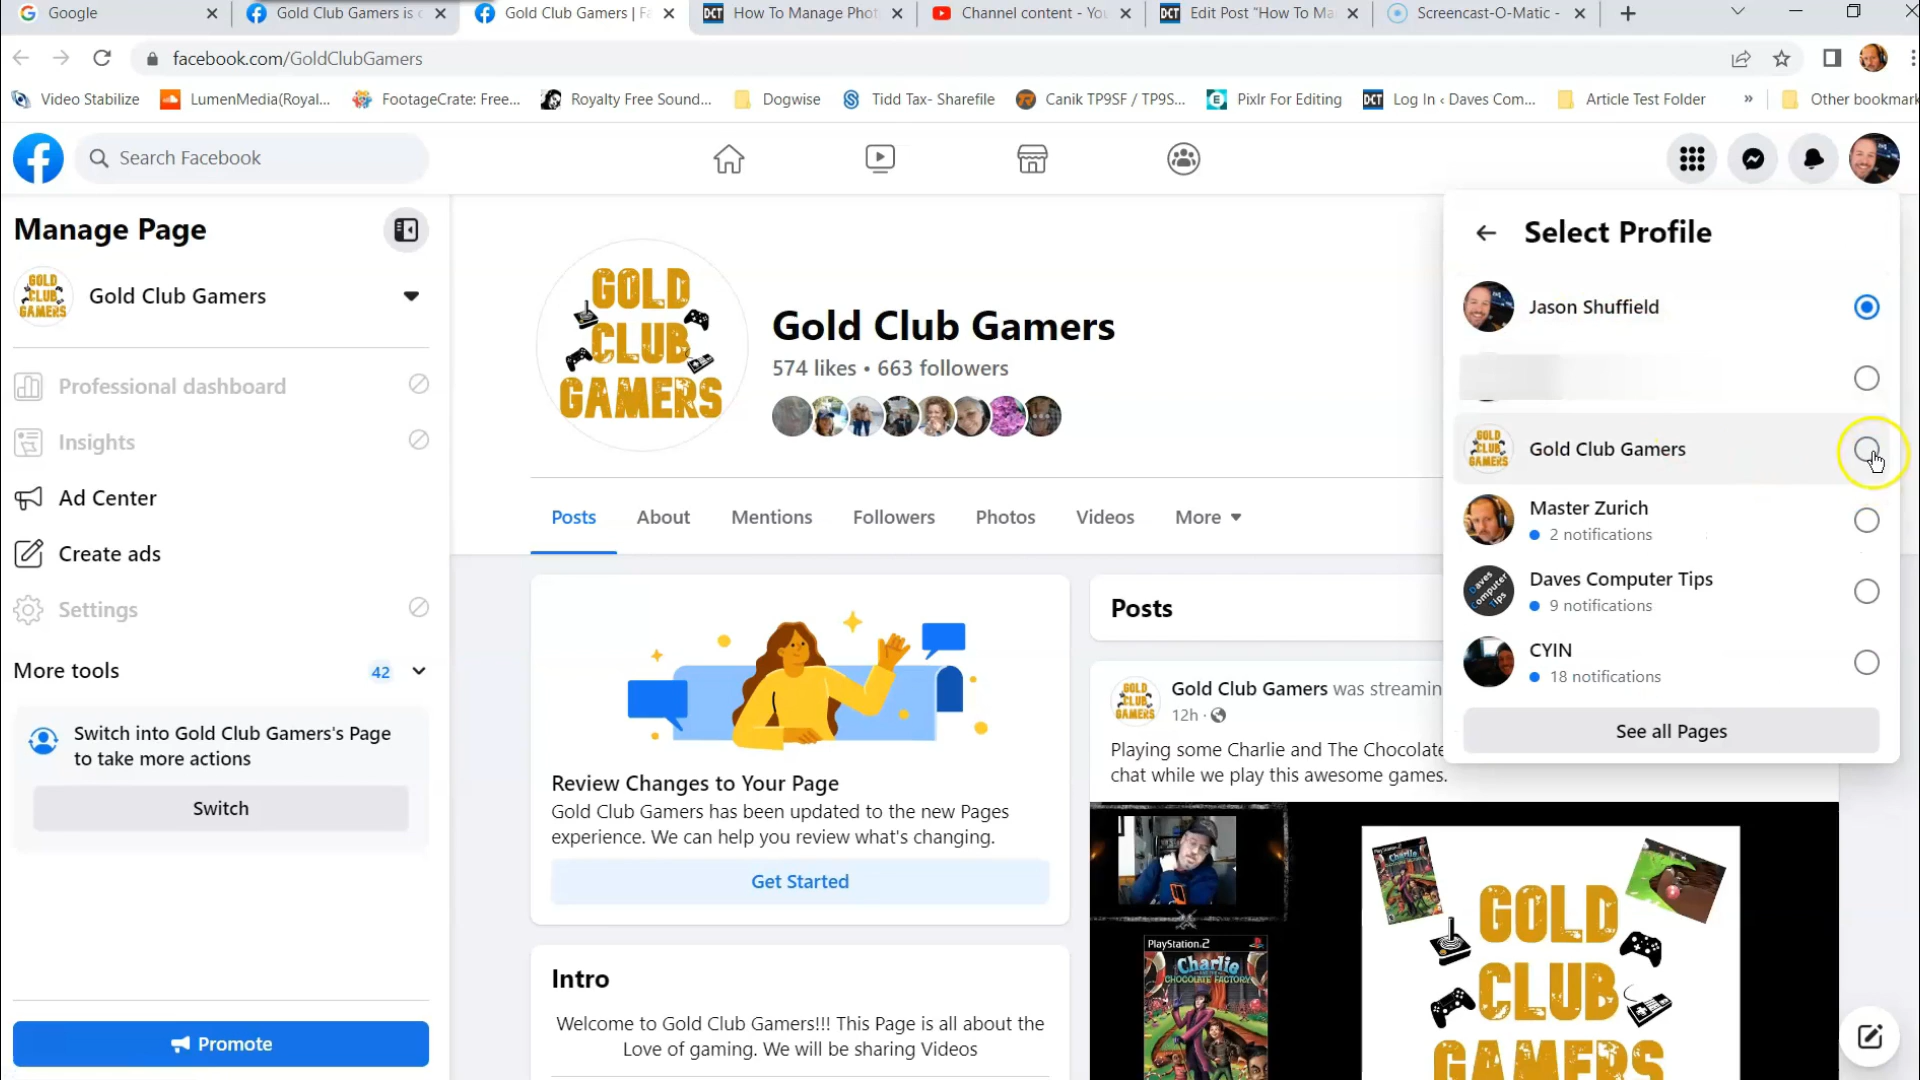 Google
Gold Club Gamers is c
Gold Club Gamers | Fa
How To Manage Phot
Channel content - You
Edit Post "How To Ma
Screencast-O-Matic -
facebook.com/GoldClubGamers
Video Stabilize
LumenMedia(Royal...
FootageCrate: Free...
Royalty Free Sound...
Dogwise
Tidd Tax- Sharefile
Canik TP9SF / TP9S...
Pixlr For Editing
Log In ‹ Daves Com...
Article Test Folder
»
Other bookmark
Search Facebook
Manage Page
Gold Club Gamers
Professional dashboard
Insights
Ad Center
Create ads
Settings
More tools
42
Switch into Gold Club Gamers's Page
to take more actions
Switch
Promote
GOLD
CLUB
GAMERS
Gold Club Gamers
574 likes • 663 followers
Posts
About
Mentions
Followers
Photos
Videos
More
Review Changes to Your Page
Gold Club Gamers has been updated to the new Pages
experience. We can help you review what's changing.
Get Started
Intro
Welcome to Gold Club Gamers!!! This Page is all about the
Love of gaming. We will be sharing Videos
Posts
Gold Club Gamers was streamin
12h ·
Playing some Charlie and The Chocolate
chat while we play this awesome games.
PlayStation.2
Charlie
AND THE
CHOCOLATE FACTORY
GOLD
CLUB
GAMERS
Select Profile
Jason Shuffield
Gold Club Gamers
Master Zurich
2 notifications
Daves Computer Tips
9 notifications
CYIN
18 notifications
See all Pages